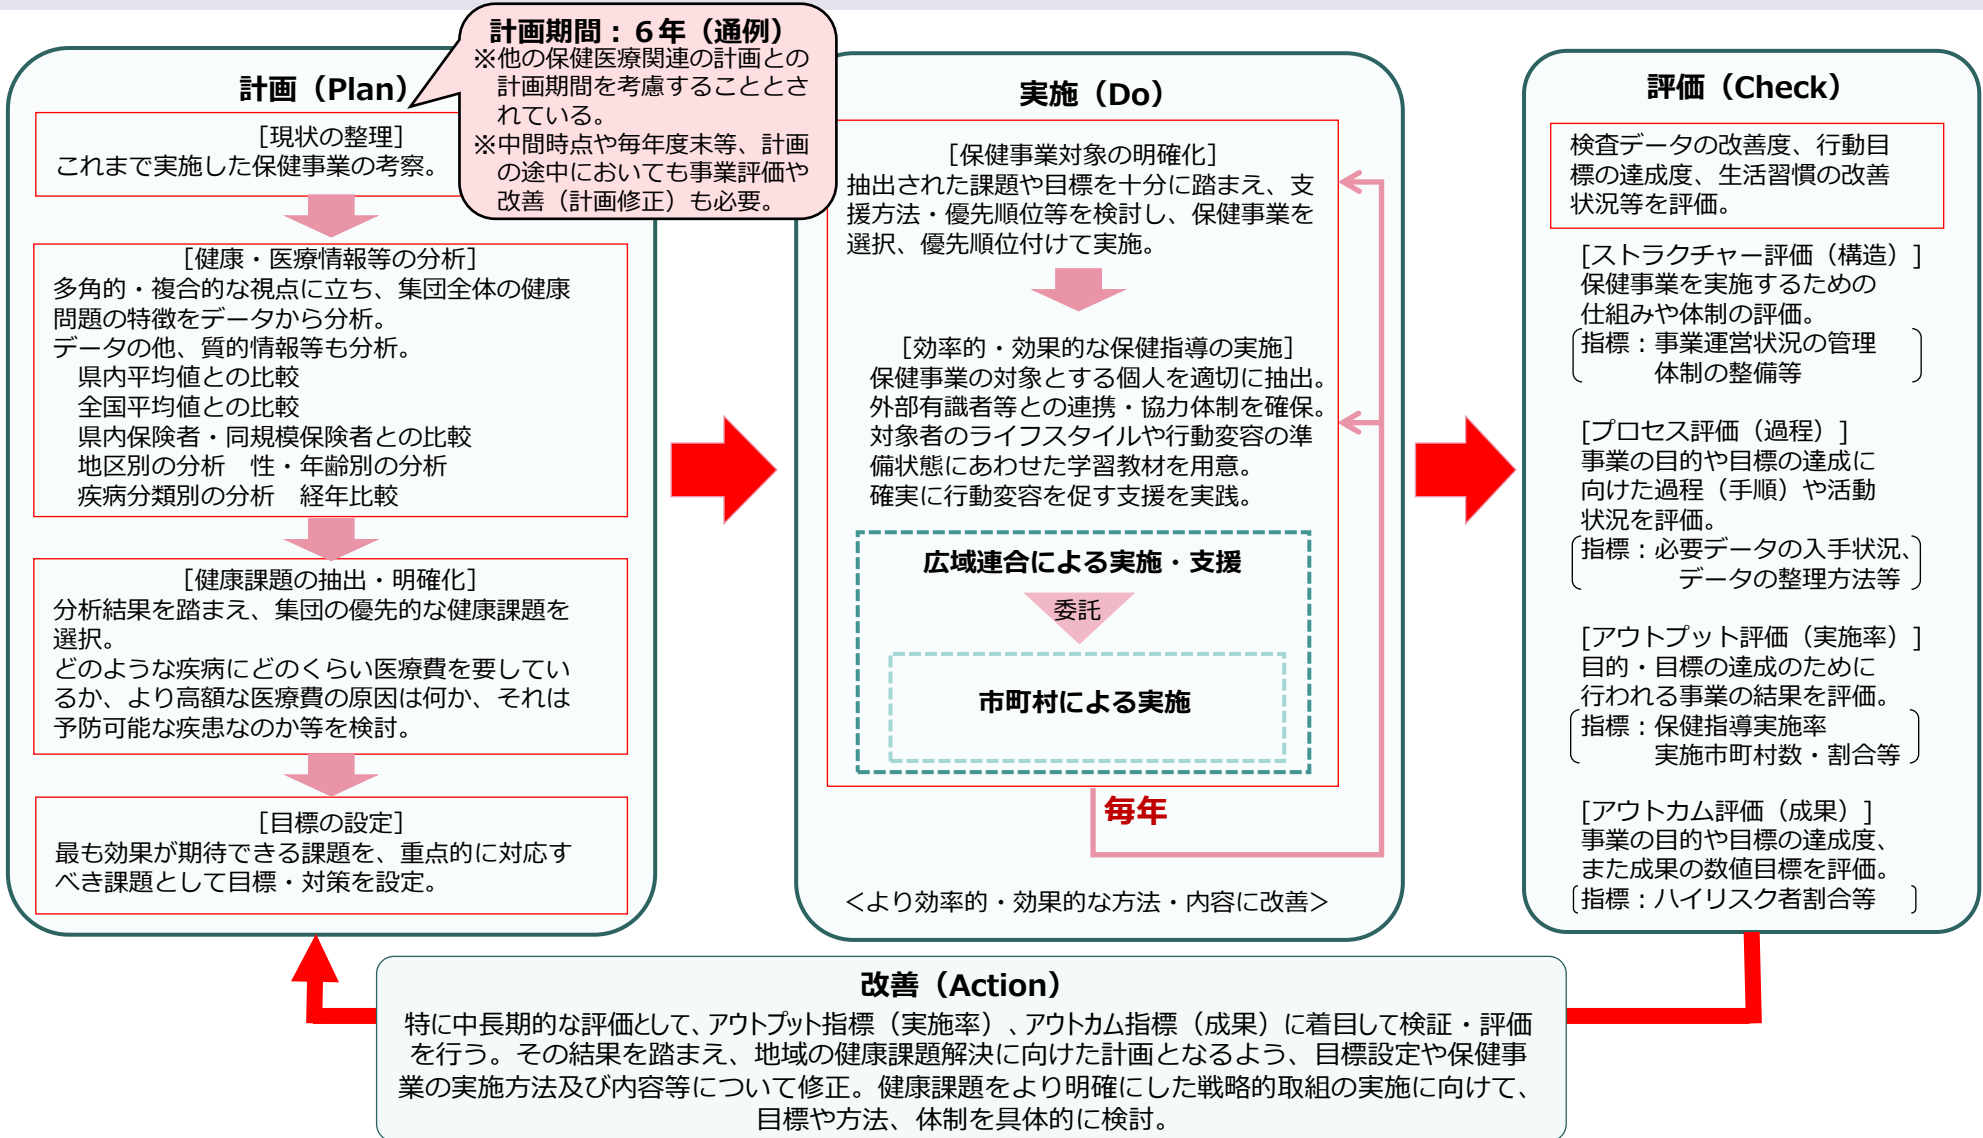 計画期間：６年（通例）
※他の保健医療関連の計画との
計画期間を考慮することとさ
れている。
※中間時点や毎年度末等、計画
の途中においても事業評価や
改善（計画修正）も必要。
計画（Plan）
［現状の整理］
これまで実施した保健事業の考察。
［健康・医療情報等の分析］
多角的・複合的な視点に立ち、集団全体の健康
問題の特徴をデータから分析。
データの他、質的情報等も分析。
県内平均値との比較
全国平均値との比較
県内保険者・同規模保険者との比較
地区別の分析　性・年齢別の分析
疾病分類別の分析　経年比較
［健康課題の抽出・明確化］
分析結果を踏まえ、集団の優先的な健康課題を
選択。
どのような疾病にどのくらい医療費を要してい
るか、より高額な医療費の原因は何か、それは
予防可能な疾患なのか等を検討。
［目標の設定］
最も効果が期待できる課題を、重点的に対応す
べき課題として目標・対策を設定。
実施（Do）
［保健事業対象の明確化］
抽出された課題や目標を十分に踏まえ、支
援方法・優先順位等を検討し、保健事業を
選択、優先順位付けて実施。
［効率的・効果的な保健指導の実施］
保健事業の対象とする個人を適切に抽出。
外部有識者等との連携・協力体制を確保。
対象者のライフスタイルや行動変容の準
備状態にあわせた学習教材を用意。
確実に行動変容を促す支援を実践。
広域連合による実施・支援
委託
市町村による実施
毎年
＜より効率的・効果的な方法・内容に改善＞
評価（Check）
検査データの改善度、行動目
標の達成度、生活習慣の改善
状況等を評価。
［ストラクチャー評価（構造）］
保健事業を実施するための
仕組みや体制の評価。
指標：事業運営状況の管理
体制の整備等
［プロセス評価（過程）］
事業の目的や目標の達成に
向けた過程（手順）や活動
状況を評価。
指標：必要データの入手状況、
データの整理方法等
［アウトプット評価（実施率）］
目的・目標の達成のために
行われる事業の結果を評価。
指標：保健指導実施率
実施市町村数・割合等
［アウトカム評価（成果）］
事業の目的や目標の達成度、
また成果の数値目標を評価。
指標：ハイリスク者割合等
改善（Action）
特に中長期的な評価として、アウトプット指標（実施率）、アウトカム指標（成果）に着目して検証・評価
を行う。その結果を踏まえ、地域の健康課題解決に向けた計画となるよう、目標設定や保健事
業の実施方法及び内容等について修正。健康課題をより明確にした戦略的取組の実施に向けて、
目標や方法、体制を具体的に検討。